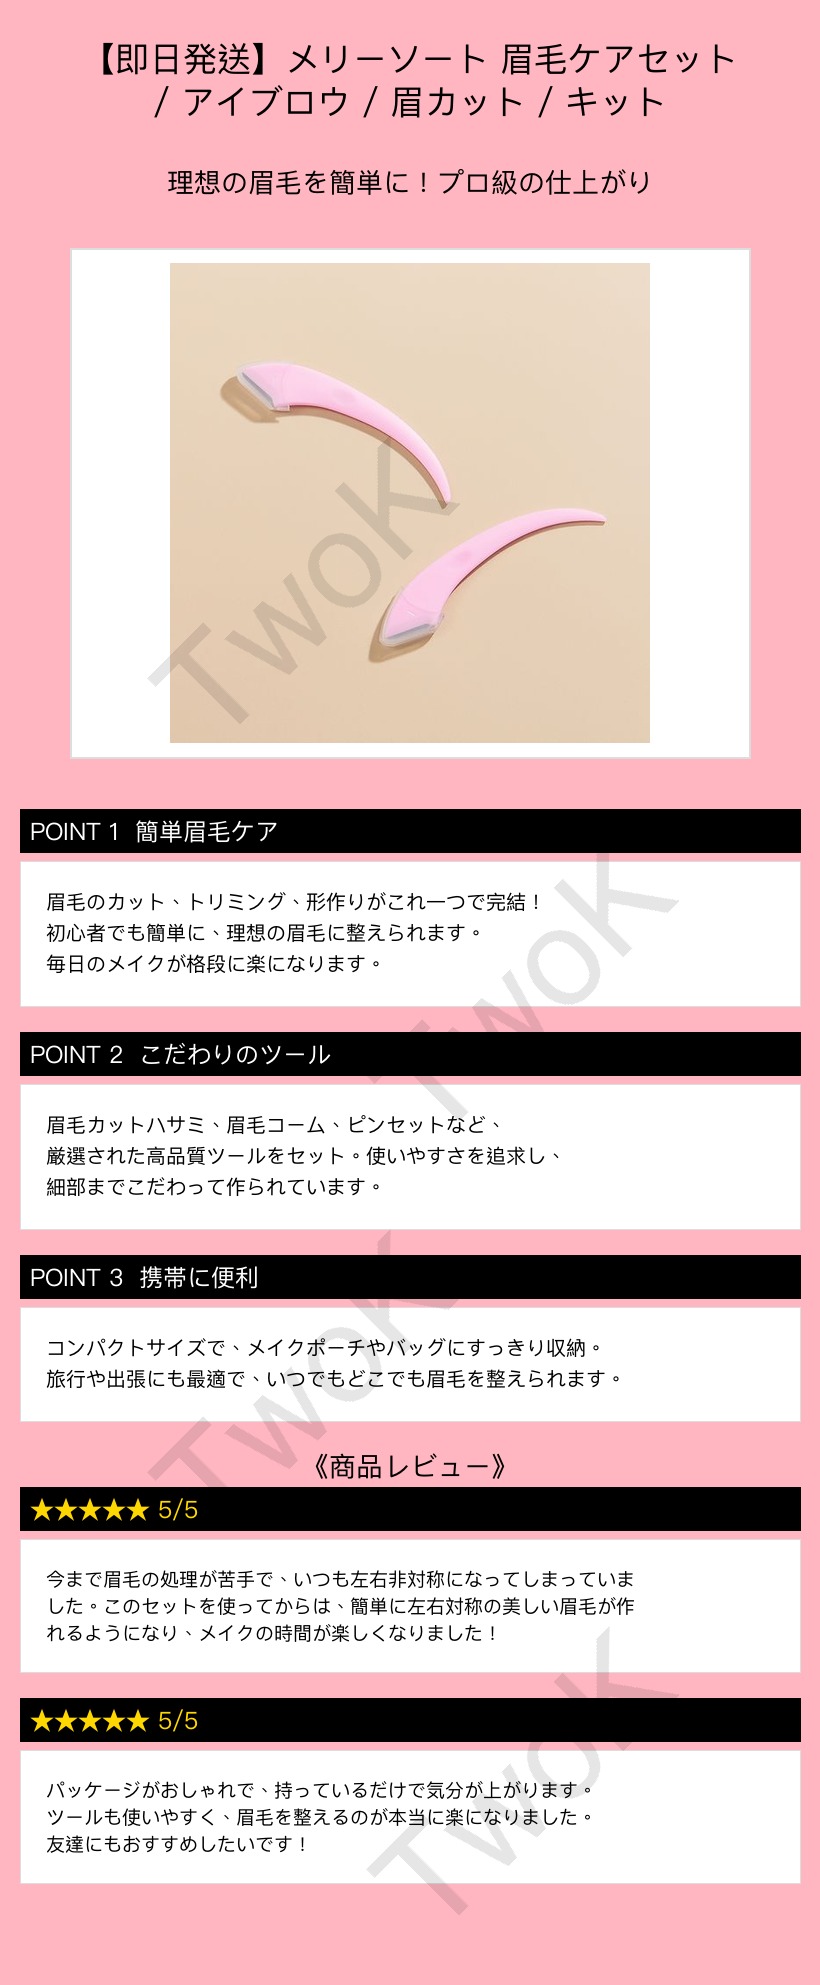 【即日発送】メリーソート 眉毛ケアセット
/ アイブロウ / 眉カット / キット
理想の眉毛を簡単に！プロ級の仕上がり
TwoK
POINT 1 簡単眉毛ケア
眉毛のカット、トリミング、形作りがこれ一つで完結！
初心者でも簡単に、理想の眉毛に整えられます。
毎日のメイクが格段に楽になります。
TwoK
POINT 2 こだわりのツール
眉毛カットハサミ、眉毛コーム、ピンセットなど、
厳選された高品質ツールをセット。使いやすさを追求し、
細部までこだわって作られています。
POINT 3 携帯に便利
コンパクトサイズで、メイクポーチやバッグにすっきり収納。
旅行や出張にも最適で、いつでもどこでも眉毛を整えられます。
TwoK
《商品レビュー》
★★★★★ 5/5
今まで眉毛の処理が苦手で、いつも左右非対称になってしまっていま
した。このセットを使ってからは、簡単に左右対称の美しい眉毛が作
れるようになり、メイクの時間が楽しくなりました！
★★★★★ 5/5
パッケージがおしゃれで、持っているだけで気分が上がります。
ツールも使いやすく、眉毛を整えるのが本当に楽になりました。
友達にもおすすめしたいです！
TwoK